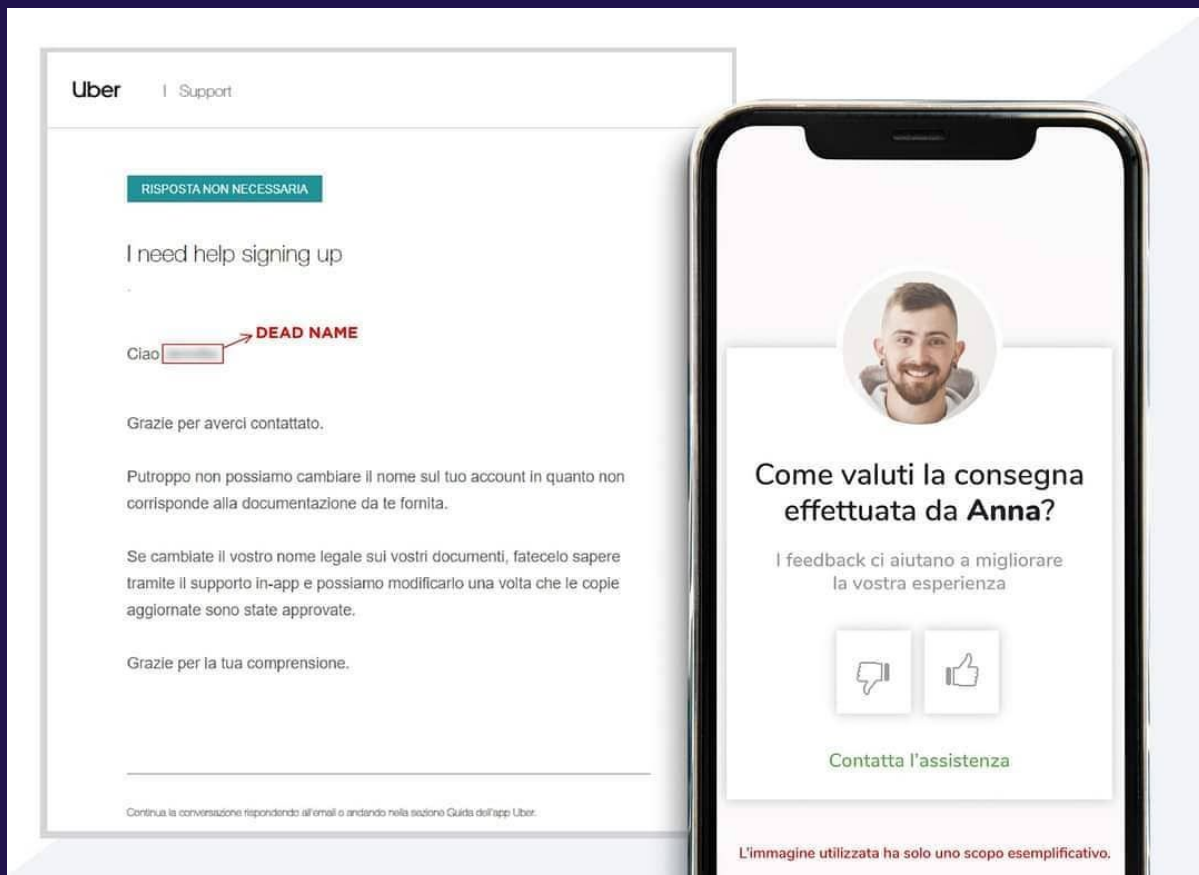 Uber | Support
RISPOSTA NON NECESSARIA
I need help signing up
DEAD NAME
Ciao
Grazie per averci contattato.
Putroppo non possiamo cambiare il nome sul tuo account in quanto non
corrisponde alla documentazione da te fornita.
Se cambiate il vostro nome legale sui vostri documenti, fatecelo sapere
tramite il supporto in-app e possiamo modificarlo una volta che le copie
aggiornate sono state approvate.
Grazie per la tua comprensione.
Continua la conversazione rispondendo all'email o andando nella sezione Guida dell'app Uber.
Come valuti la consegna
effettuata da Anna?
I feedback ci aiutano a migliorare
la vostra esperienza
Contatta l'assistenza
L'immagine utilizzata ha solo uno scopo esemplificativo.